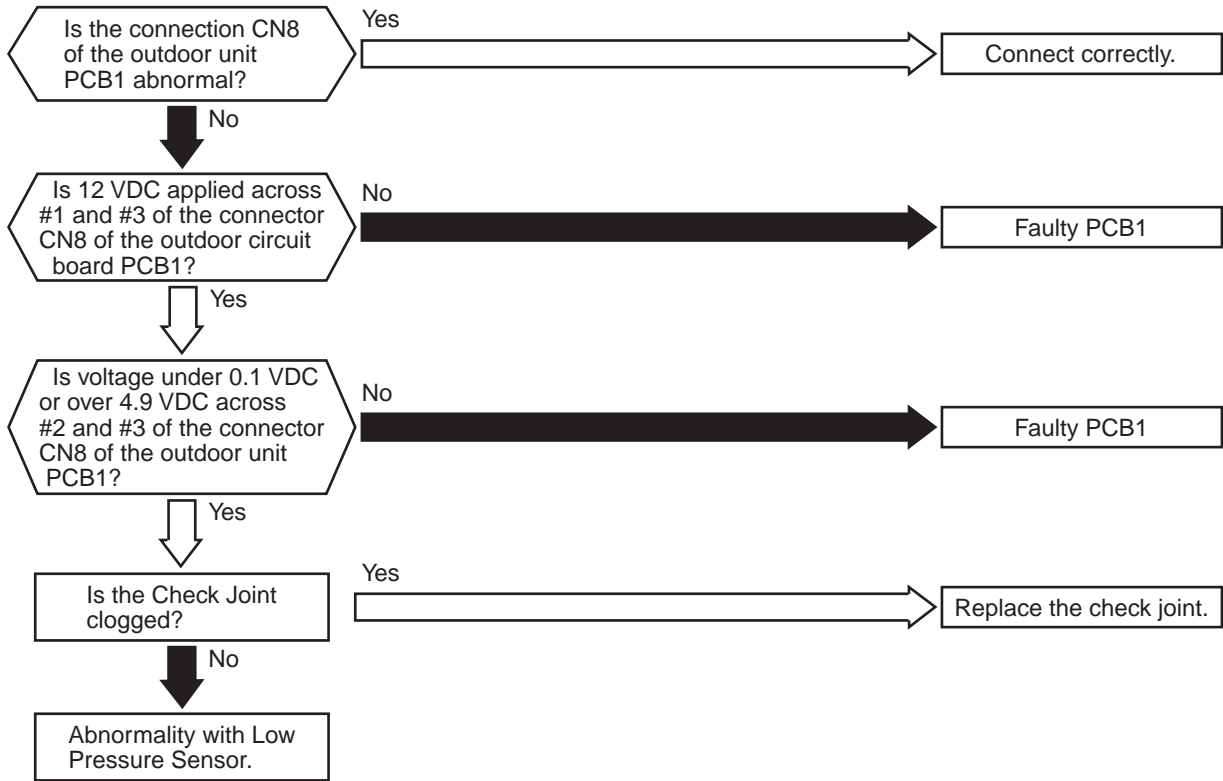 Is the connection CN8
of the outdoor unit
PCB1 abnormal?
Yes
Connect correctly.
No
Is 12 VDC applied across
#1 and #3 of the connector
CN8 of the outdoor circuit
board PCB1?
No
Faulty PCB1
Yes
Is voltage under 0.1 VDC
or over 4.9 VDC across
#2 and #3 of the connector
CN8 of the outdoor unit
PCB1?
No
Faulty PCB1
Yes
Is the Check Joint
clogged?
Yes
Replace the check joint.
No
Abnormality with Low
Pressure Sensor.